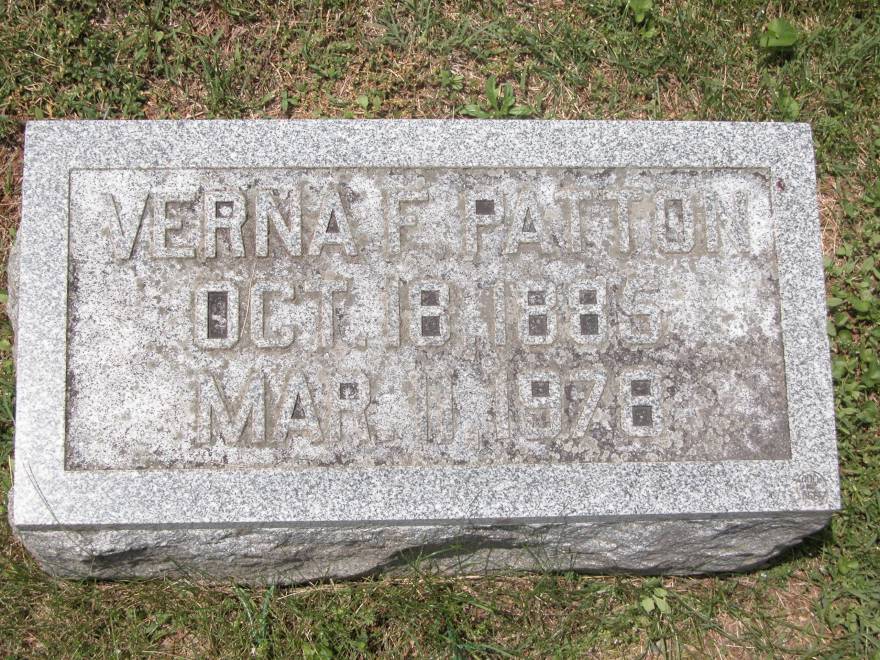 VERNA F. PATTON
OCT. 18, 1885
MAR. 11, 1978